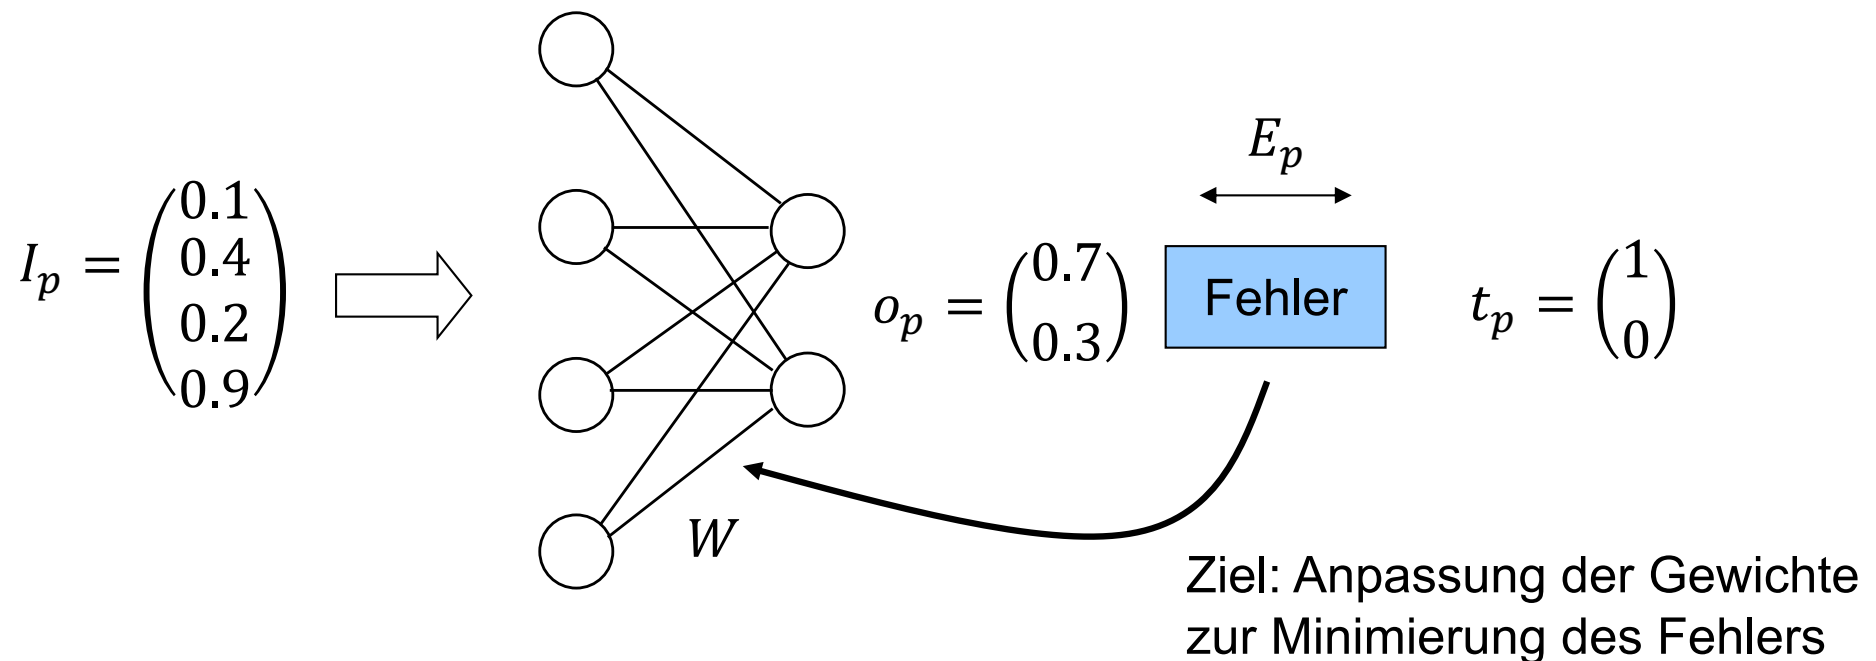 I_p = (0.1 0.4 0.2 0.9)
W
o_p = (0.7 0.3)
E_p
Fehler
t_p = (1 0)
Ziel: Anpassung der Gewichte
zur Minimierung des Fehlers